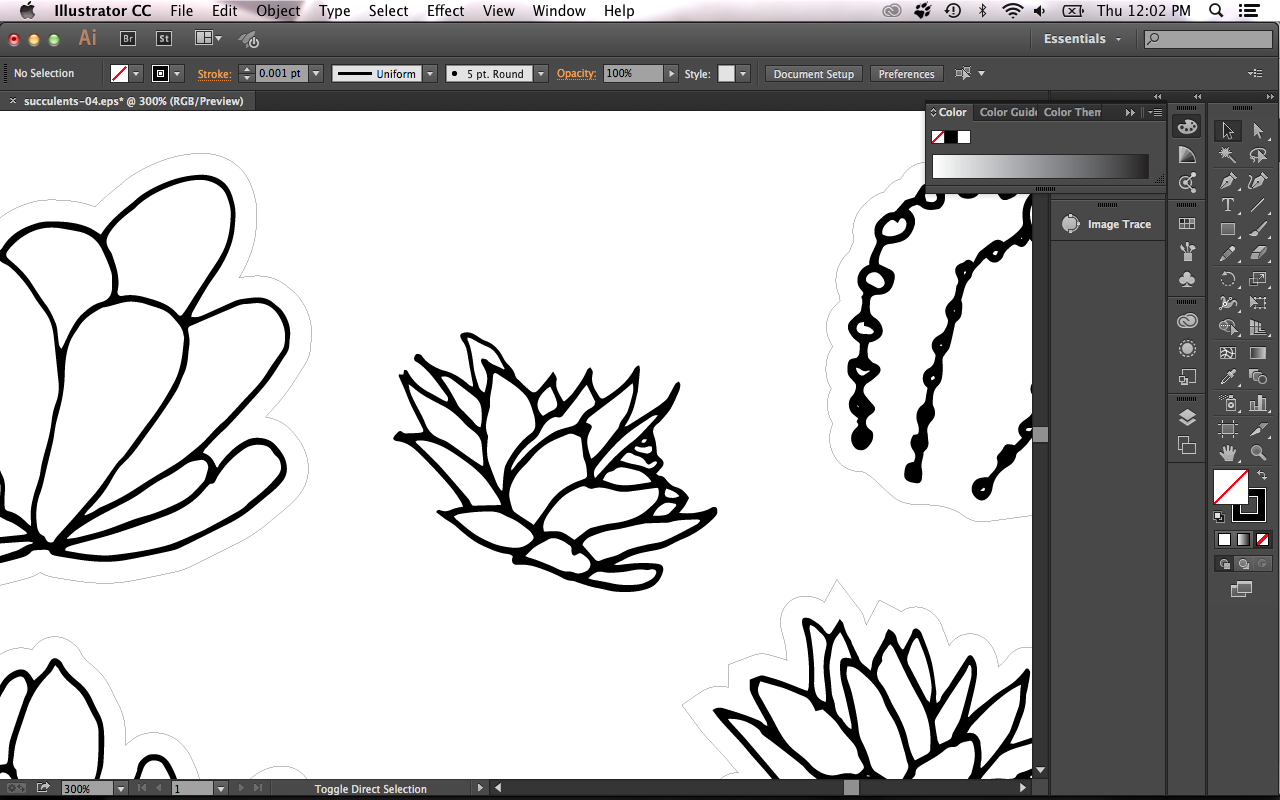 Illustrator CC File Edit Object Type Select Effect View Window Help Thu 12:02 PM
Ai Br St Essentials
No Selection Stroke: 0.001 pt Uniform 5 pt. Round Opacity: 100% Style: Document Setup Preferences
× succulents-04.eps* @ 300% (RGB/Preview)
Color Color Guid Color Then
Image Trace
300% 1 Toggle Direct Selection